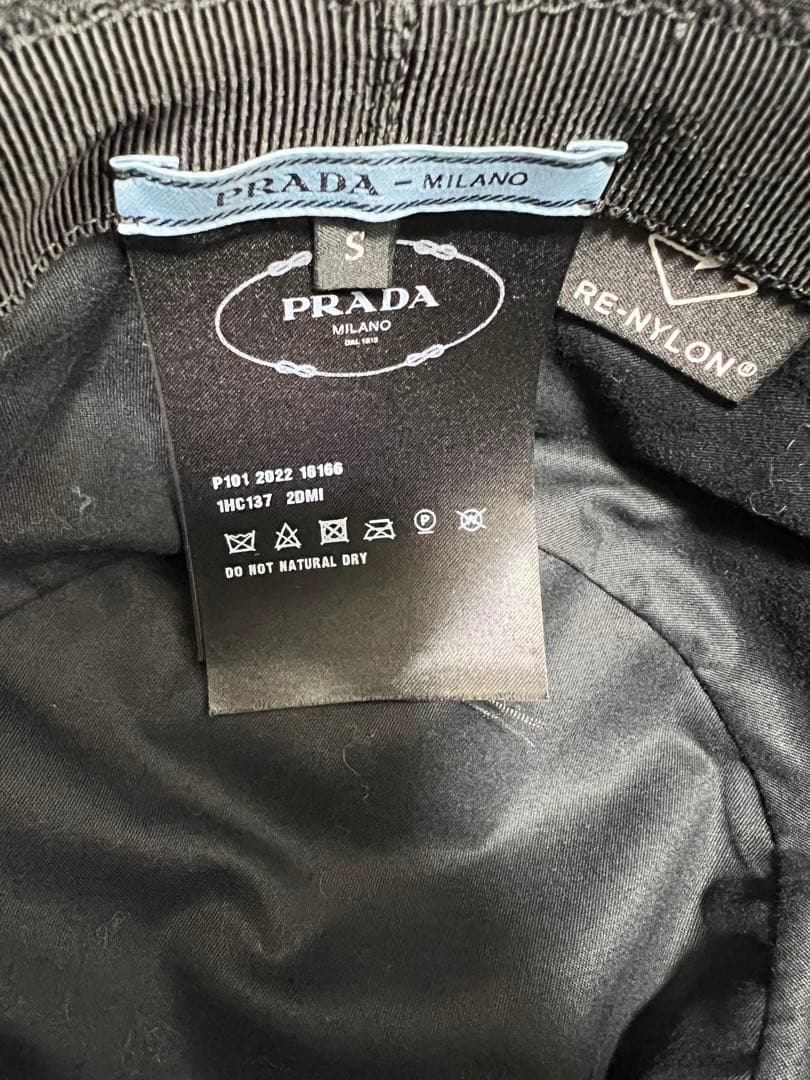 PRADA – MILANO
S
PRADA
MILANO
DAL 1913
RE-NYLON®
P101 2022 16166
1HC137 2DMI
P
DO NOT NATURAL DRY